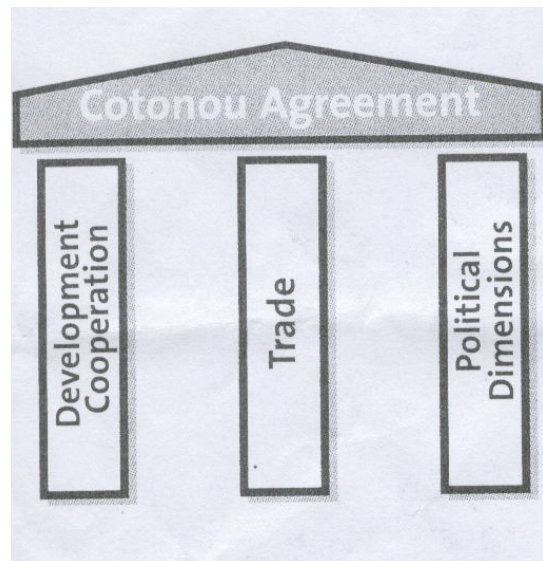 Cotonou Agreement
Development
Cooperation
Trade
Political
Dimensions